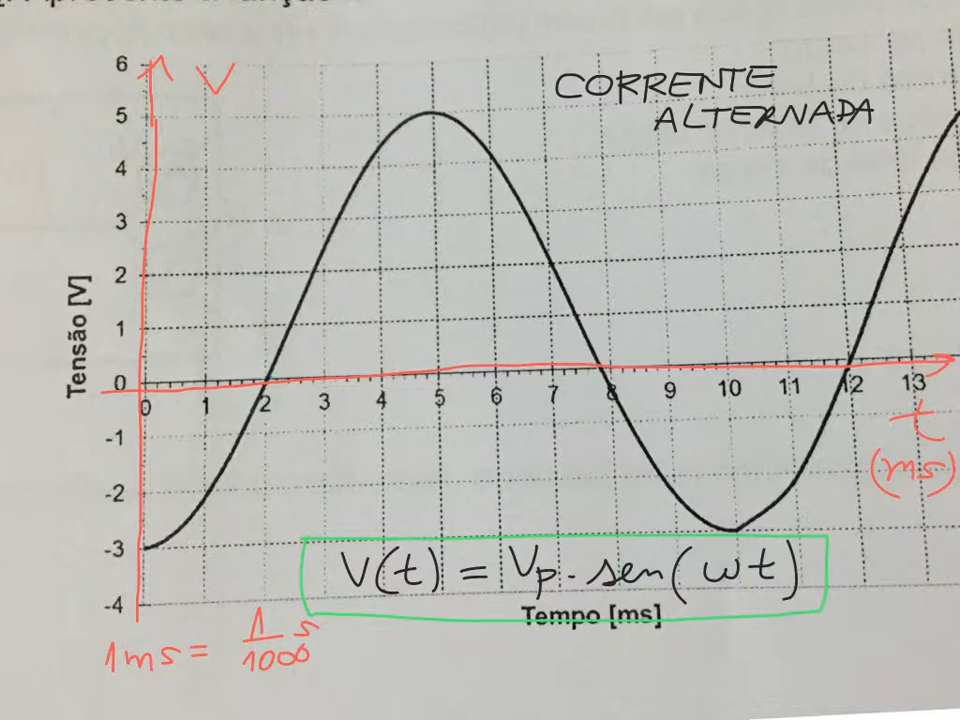 6
V
CORRENTE
ALTERNADA
5
4
3
2
1
0
-1
-2
-3
-4
Tensão [V]
0 1 2 3 4 5 6 7 8 9 10 11 12 13
t
(ms)
V(t) = Vp . sen(ωt)
Tempo [ms]
1ms = 1/1000 s